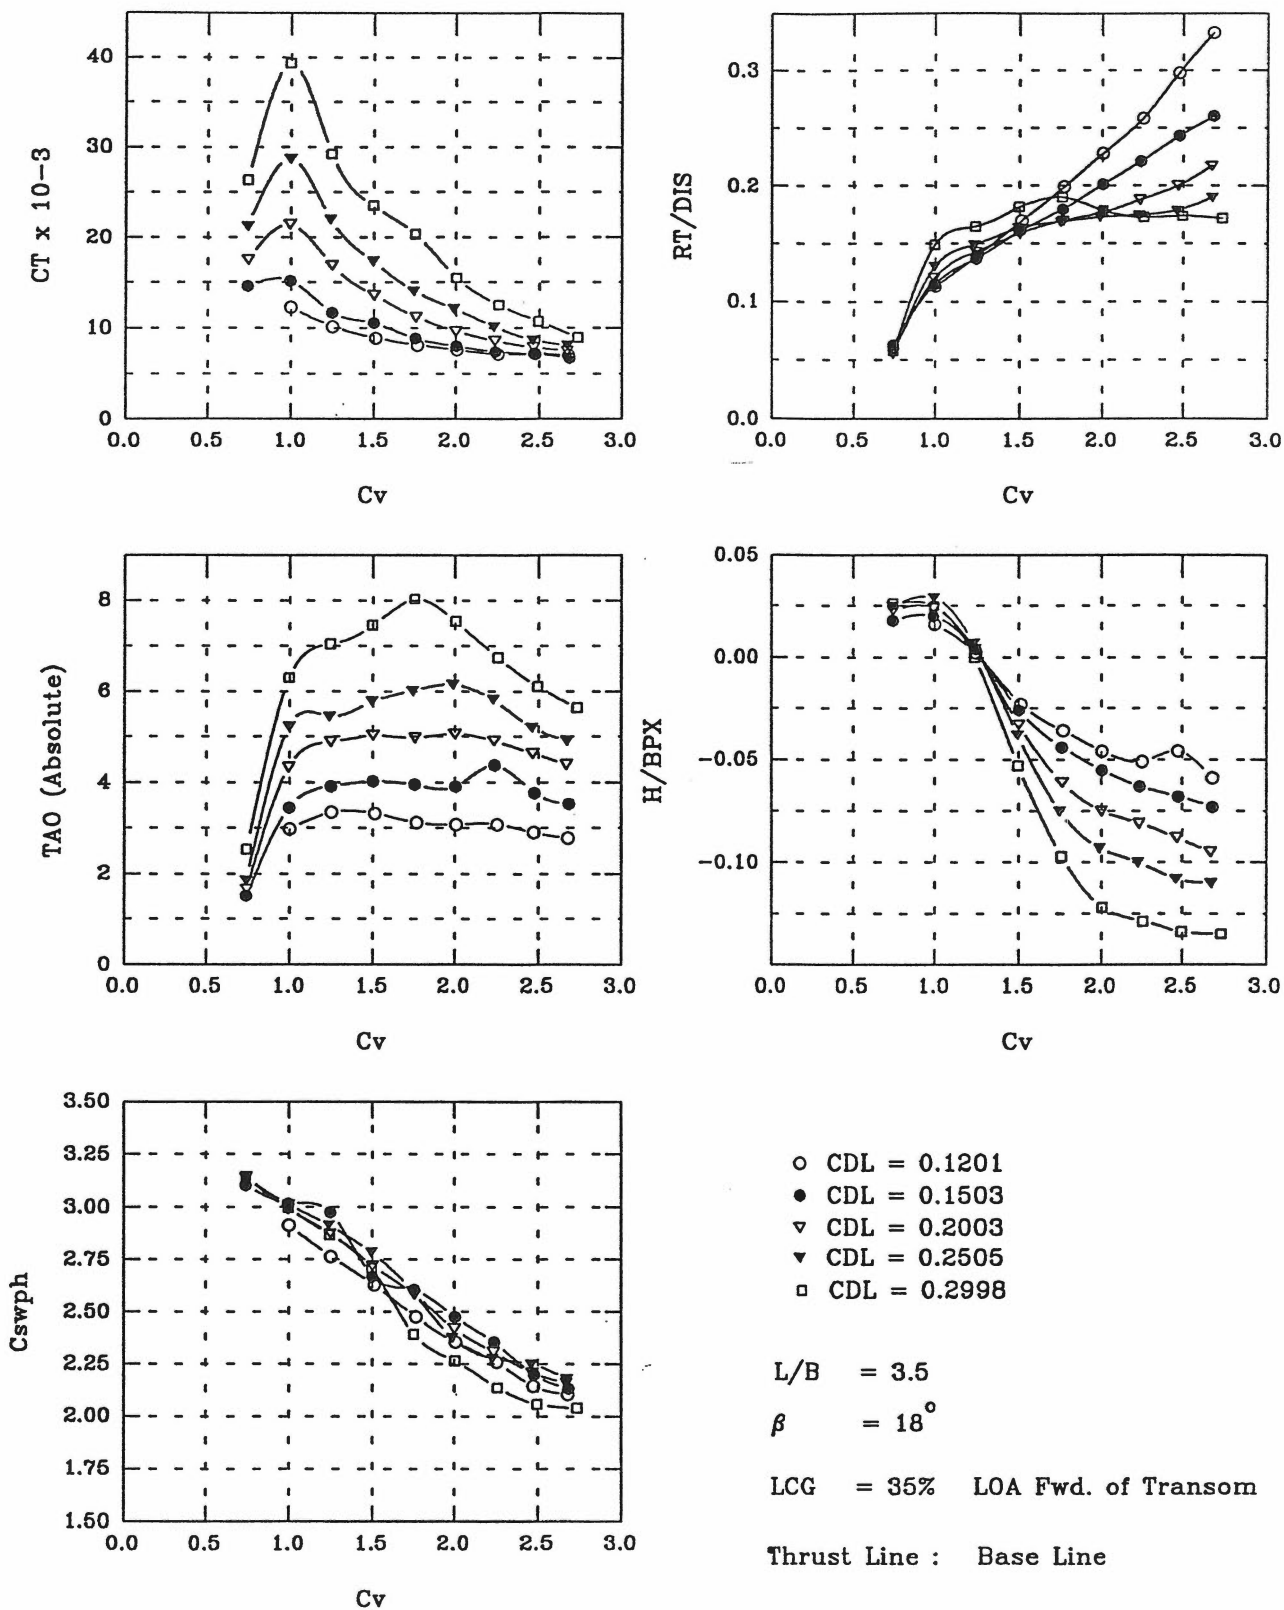 40
30
20
10
0
CT x 10-3
0.0 0.5 1.0 1.5 2.0 2.5 3.0
Cv
0.3
0.2
0.1
0.0
RT/DIS
0.0 0.5 1.0 1.5 2.0 2.5 3.0
Cv
8
6
4
2
0
TAO (Absolute)
0.0 0.5 1.0 1.5 2.0 2.5 3.0
Cv
0.05
0.00
-0.05
-0.10
H/BPX
0.0 0.5 1.0 1.5 2.0 2.5 3.0
Cv
3.50
3.25
3.00
2.75
2.50
2.25
2.00
1.75
1.50
Cswph
0.0 0.5 1.0 1.5 2.0 2.5 3.0
Cv
CDL = 0.1201
CDL = 0.1503
CDL = 0.2003
CDL = 0.2505
CDL = 0.2998
L/B = 3.5
β = 18°
LCG = 35% LOA Fwd. of Transom
Thrust Line : Base Line